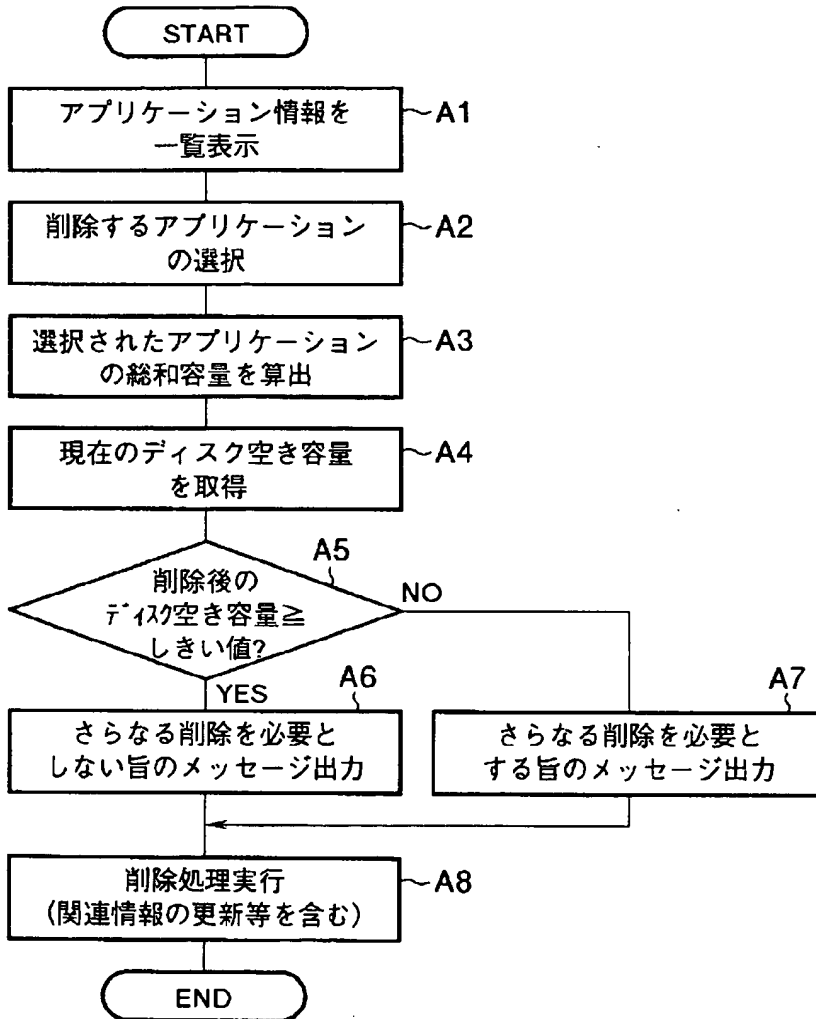 START
アプリケーション情報を
一覧表示
A1
削除するアプリケーション
の選択
A2
選択されたアプリケーション
の総和容量を算出
A3
現在のディスク空き容量
を取得
A4
A5
削除後の
ディスク空き容量≧
しきい値?
NO
YES
A6
さらなる削除を必要と
しない旨のメッセージ出力
A7
さらなる削除を必要と
する旨のメッセージ出力
削除処理実行
(関連情報の更新等を含む)
A8
END